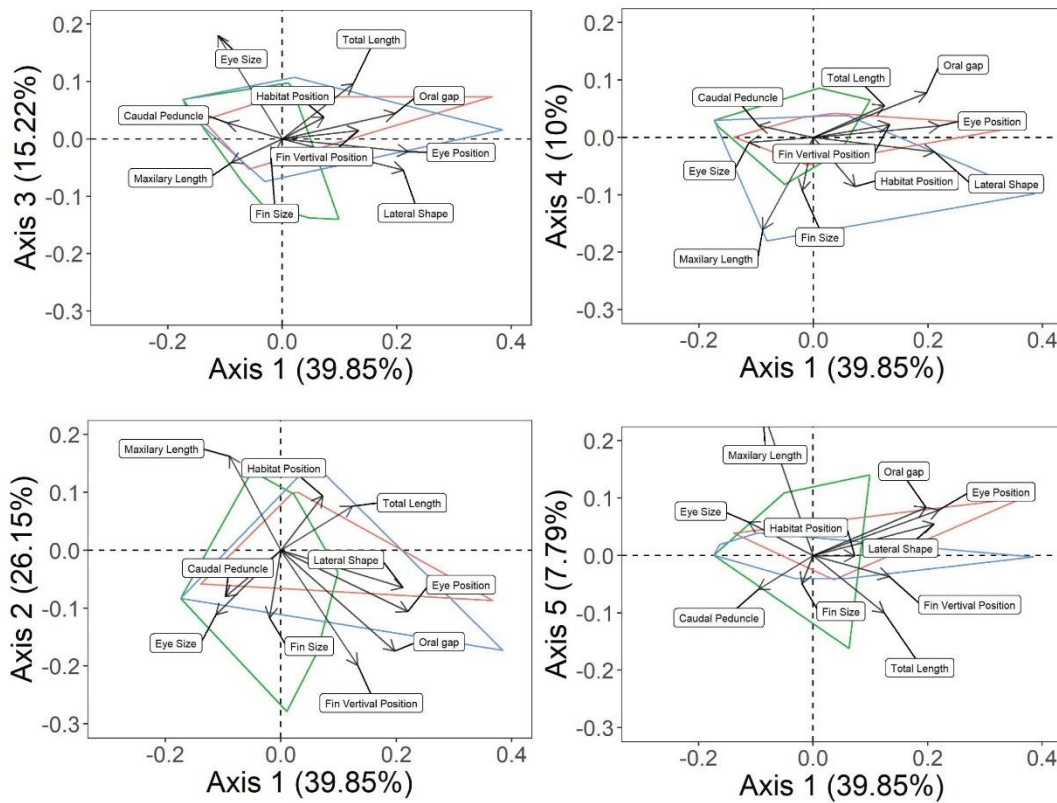 0.2
0.1
0.0
-0.1
-0.2
-0.3
Axis 3 (15.22%)
Eye Size
Total Length
Habitat Position
Oral gap
Caudal Peduncle
Fin Vertival Position
Eye Position
Maxilary Length
Fin Size
Lateral Shape
-0.2
0.0
0.2
0.4
Axis 1 (39.85%)
0.2
0.1
0.0
-0.1
-0.2
-0.3
Axis 4 (10%)
Total Length
Oral gap
Caudal Peduncle
Eye Position
Fin Vertival Position
Eye Size
Habitat Position
Lateral Shape
Fin Size
Maxilary Length
-0.2
0.0
0.2
0.4
Axis 1 (39.85%)
0.2
0.1
0.0
-0.1
-0.2
-0.3
Axis 2 (26.15%)
Maxilary Length
Habitat Position
Total Length
Lateral Shape
Caudal Peduncle
Eye Position
Eye Size
Fin Size
Oral gap
Fin Vertival Position
-0.2
0.0
0.2
0.4
Axis 1 (39.85%)
0.2
0.1
0.0
-0.1
-0.2
-0.3
Axis 5 (7.79%)
Maxilary Length
Oral gap
Eye Position
Eye Size
Habitat Position
Lateral Shape
Caudal Peduncle
Fin Size
Fin Vertival Position
Total Length
-0.2
0.0
0.2
0.4
Axis 1 (39.85%)